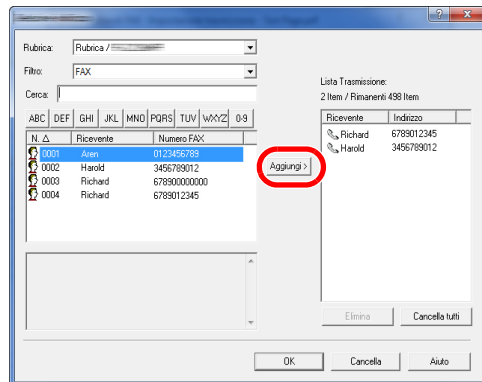 Rubrica: Rubrica /
Filtro: FAX
Cerca:
ABC DEF GHI JKL MNO PQRS TUV WXYZ 0-9
N. △ Ricevente Numero FAX
0001 Aren 0123456789
0002 Harold 3456789012
0003 Richard 678900000000
0004 Richard 6789012345
Aggiungi >
Lista Trasmissione:
2 Item / Rimanenti 498 Item
Ricevente Indirizzo
Richard 6789012345
Harold 3456789012
Elimina Cancella tutti
OK Cancella Aiuto